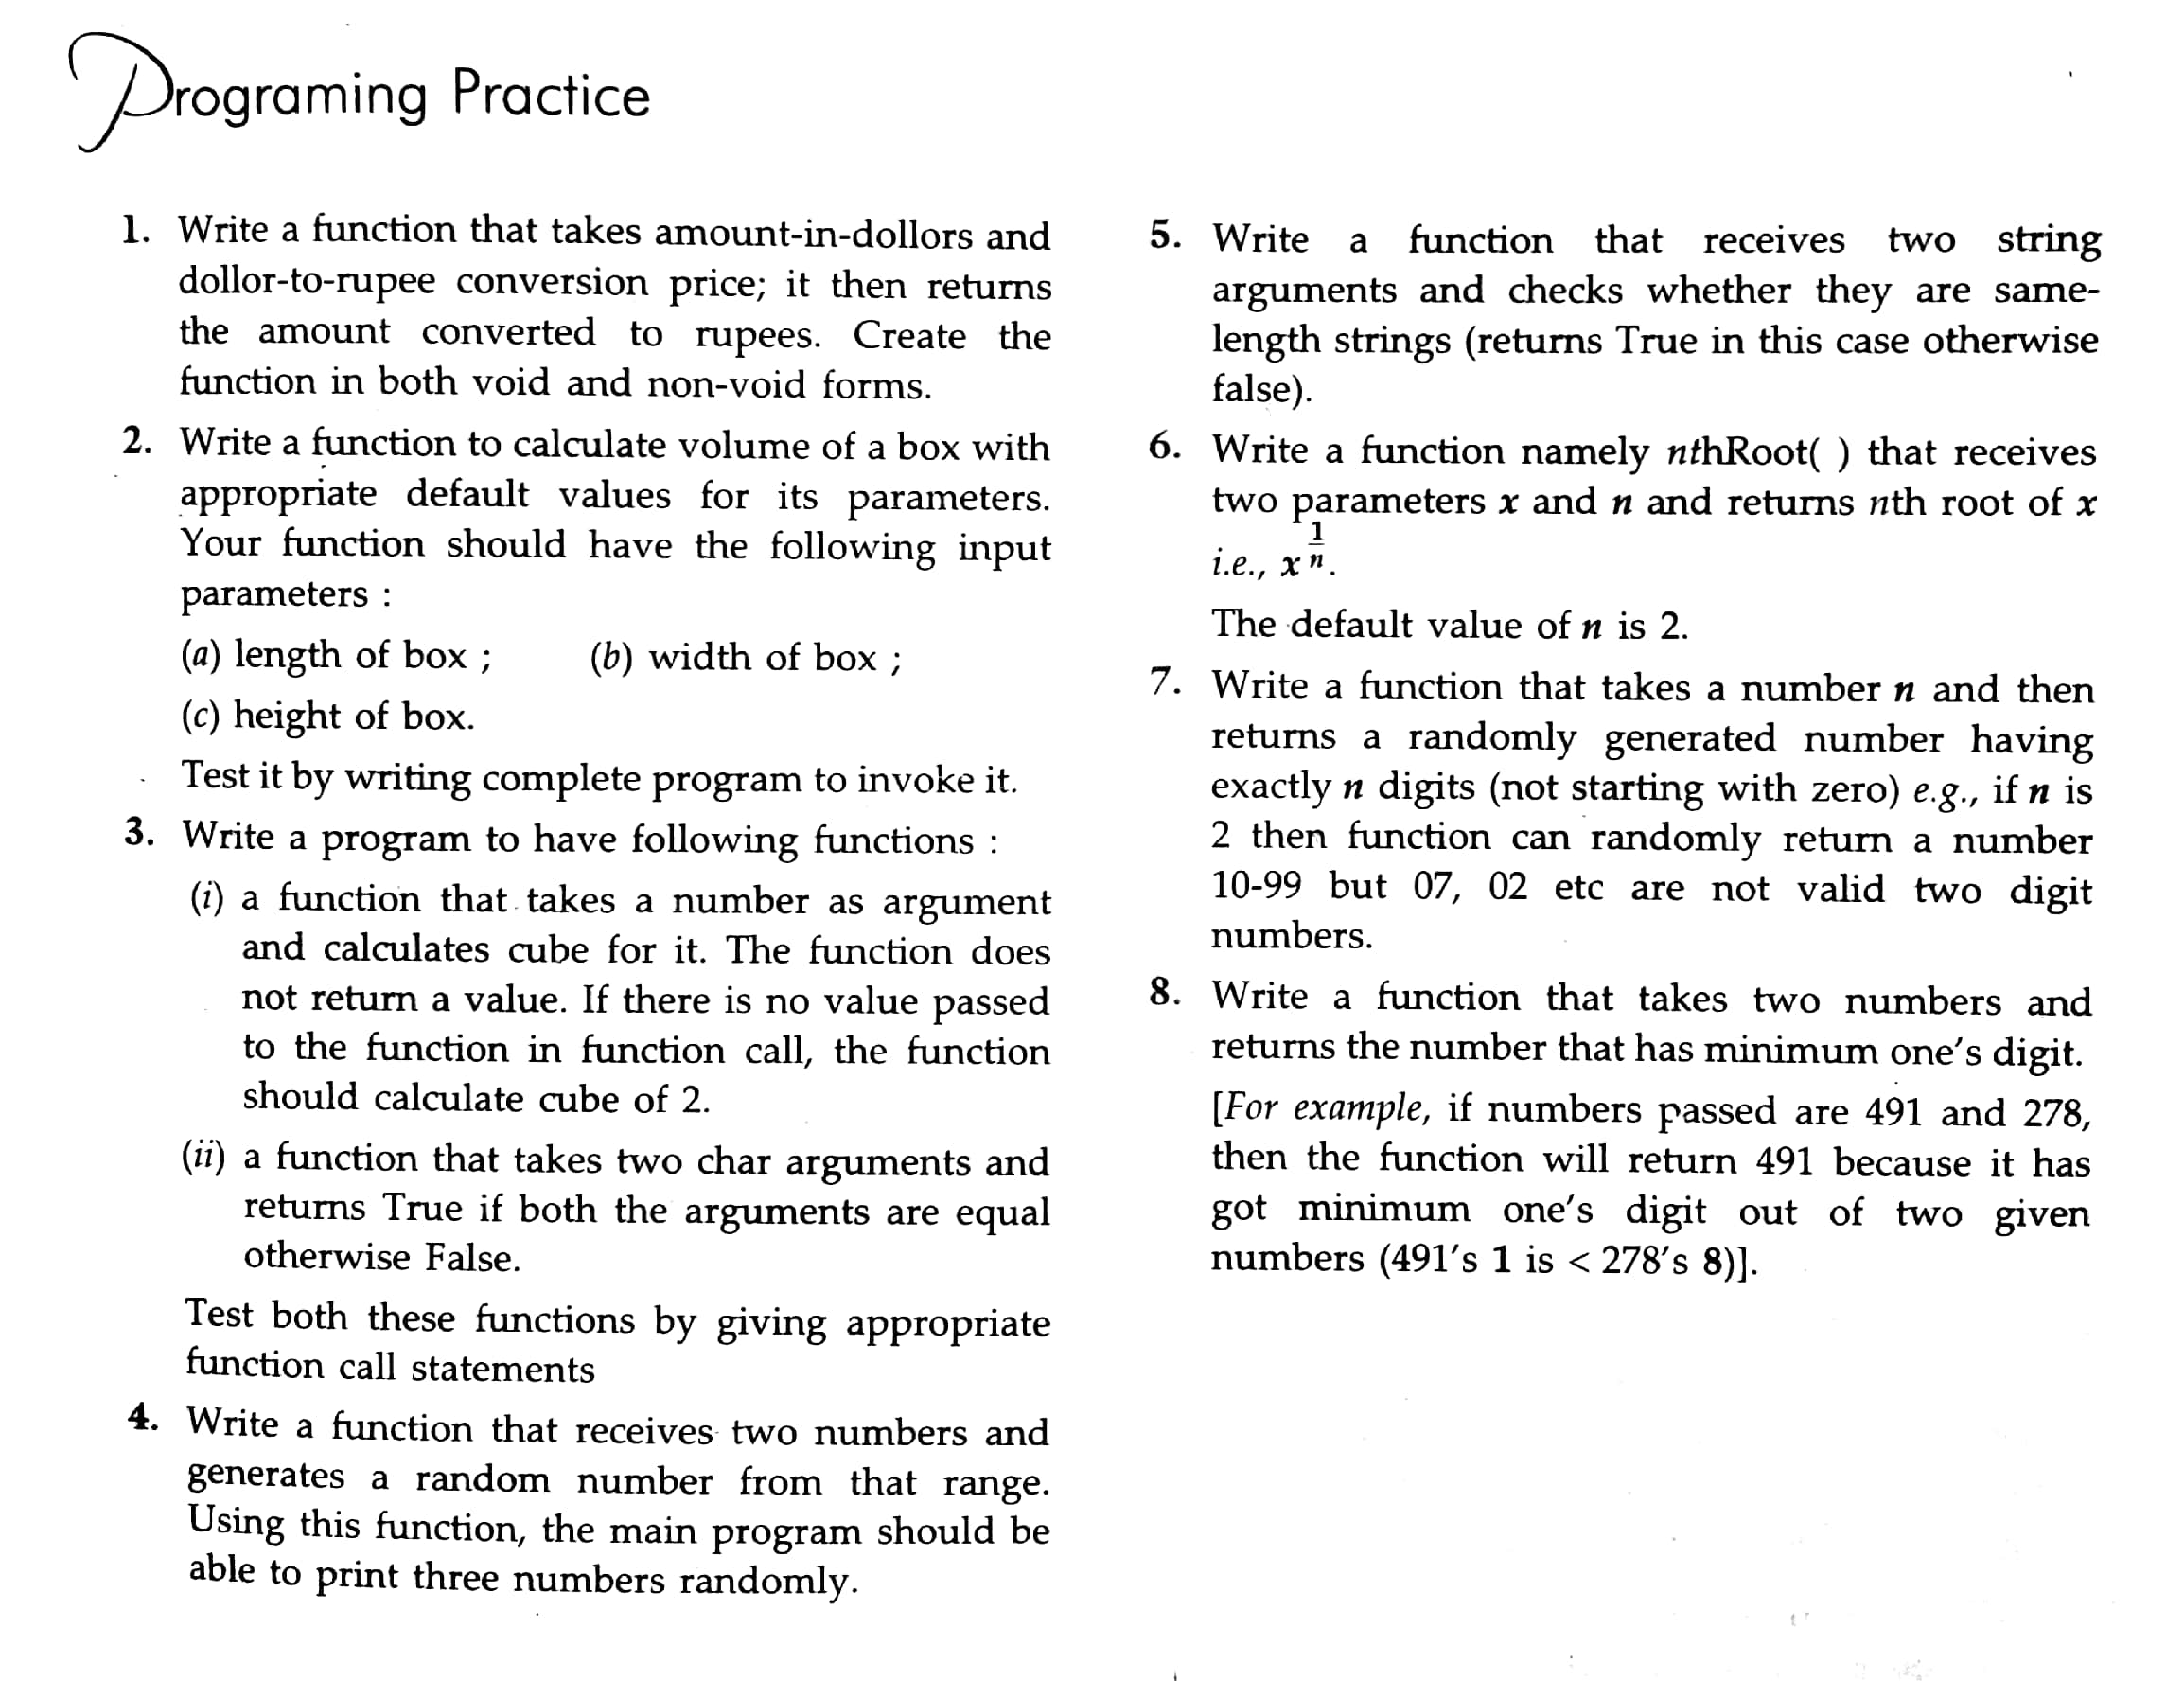 Programing Practice
1. Write a function that takes amount-in-dollors and
dollor-to-rupee conversion price; it then returns
the amount converted to rupees. Create the
function in both void and non-void forms.
2. Write a function to calculate volume of a box with
appropriate default values for its parameters.
Your function should have the following input
parameters :
(a) length of box ; (b) width of box ;
(c) height of box.
Test it by writing complete program to invoke it.
3. Write a program to have following functions :
(i) a function that takes a number as argument
and calculates cube for it. The function does
not return a value. If there is no value passed
to the function in function call, the function
should calculate cube of 2.
(ii) a function that takes two char arguments and
returns True if both the arguments are equal
otherwise False.
Test both these functions by giving appropriate
function call statements
4. Write a function that receives two numbers and
generates a random number from that range.
Using this function, the main program should be
able to print three numbers randomly.
5. Write a function that receives two string
arguments and checks whether they are same-
length strings (returns True in this case otherwise
false).
6. Write a function namely nthRoot( ) that receives
two parameters x and n and returns nth root of x
i.e., x^(1/n).
The default value of n is 2.
7. Write a function that takes a number n and then
returns a randomly generated number having
exactly n digits (not starting with zero) e.g., if n is
2 then function can randomly return a number
10-99 but 07, 02 etc are not valid two digit
numbers.
8. Write a function that takes two numbers and
returns the number that has minimum one's digit.
[For example, if numbers passed are 491 and 278,
then the function will return 491 because it has
got minimum one's digit out of two given
numbers (491's 1 is < 278's 8)].